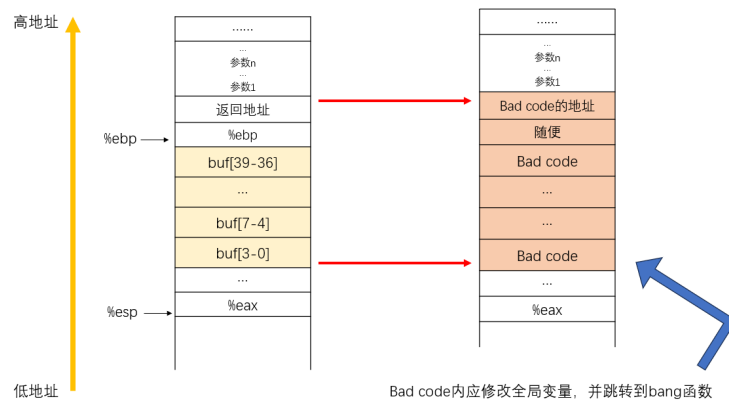 高地址
……
…
参数n
…
参数1
返回地址
%ebp
%ebp
buf[39-36]
…
buf[7-4]
buf[3-0]
…
%esp
%eax
低地址
……
…
参数n
…
参数1
Bad code的地址
随便
Bad code
…
…
Bad code
…
%eax
Bad code内应修改全局变量，并跳转到bang函数